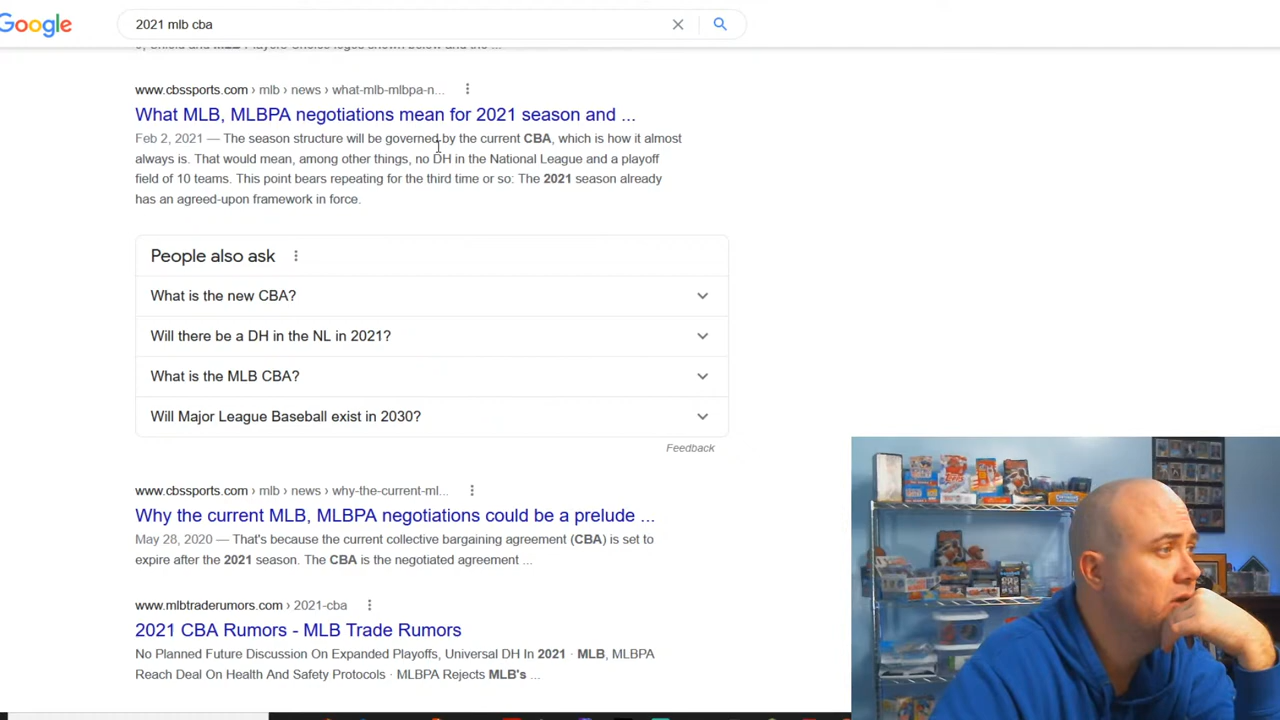 Google
2021 mlb cba
www.cbssports.com › mlb › news › what-mlb-mlbpa-n...
What MLB, MLBPA negotiations mean for 2021 season and ...
Feb 2, 2021 — The season structure will be governed by the current CBA, which is how it almost
always is. That would mean, among other things, no DH in the National League and a playoff
field of 10 teams. This point bears repeating for the third time or so: The 2021 season already
has an agreed-upon framework in force.
People also ask
What is the new CBA?
Will there be a DH in the NL in 2021?
What is the MLB CBA?
Will Major League Baseball exist in 2030?
Feedback
www.cbssports.com › mlb › news › why-the-current-ml...
Why the current MLB, MLBPA negotiations could be a prelude ...
May 28, 2020 — That's because the current collective bargaining agreement (CBA) is set to
expire after the 2021 season. The CBA is the negotiated agreement ...
www.mlbtraderumors.com › 2021-cba
2021 CBA Rumors - MLB Trade Rumors
No Planned Future Discussion On Expanded Playoffs, Universal DH In 2021 · MLB, MLBPA
Reach Deal On Health And Safety Protocols · MLBPA Rejects MLB's ...